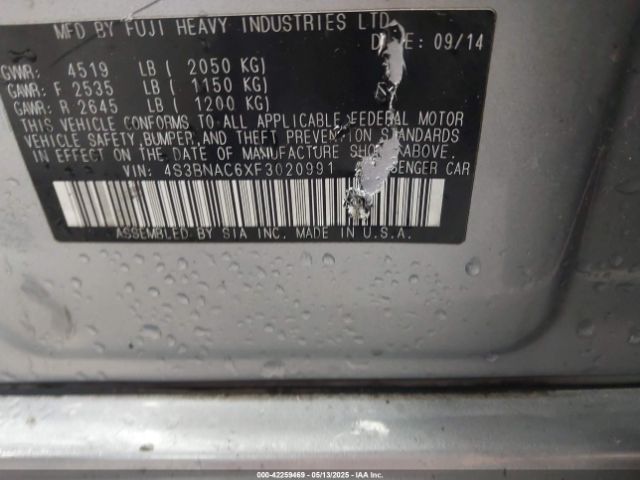 MFD BY FUJI HEAVY INDUSTRIES LTD.
DATE: 09/14
GVWR: 4519 LB ( 2050 KG)
GAWR: F 2535 LB ( 1150 KG)
GAWR: R 2645 LB ( 1200 KG)
THIS VEHICLE CONFORMS TO ALL APPLICABLE FEDERAL MOTOR
VEHICLE SAFETY, BUMPER, AND THEFT PREVENTION STANDARDS
IN EFFECT ON THE DATE OF MANUFACTURE SHOWN ABOVE.
VIN: 4S3BNAC6XF3020991 PASSENGER CAR
ASSEMBLED BY SIA INC. MADE IN U.S.A.
000-42259469 - 05/13/2025 - Copyright IAA, Inc.